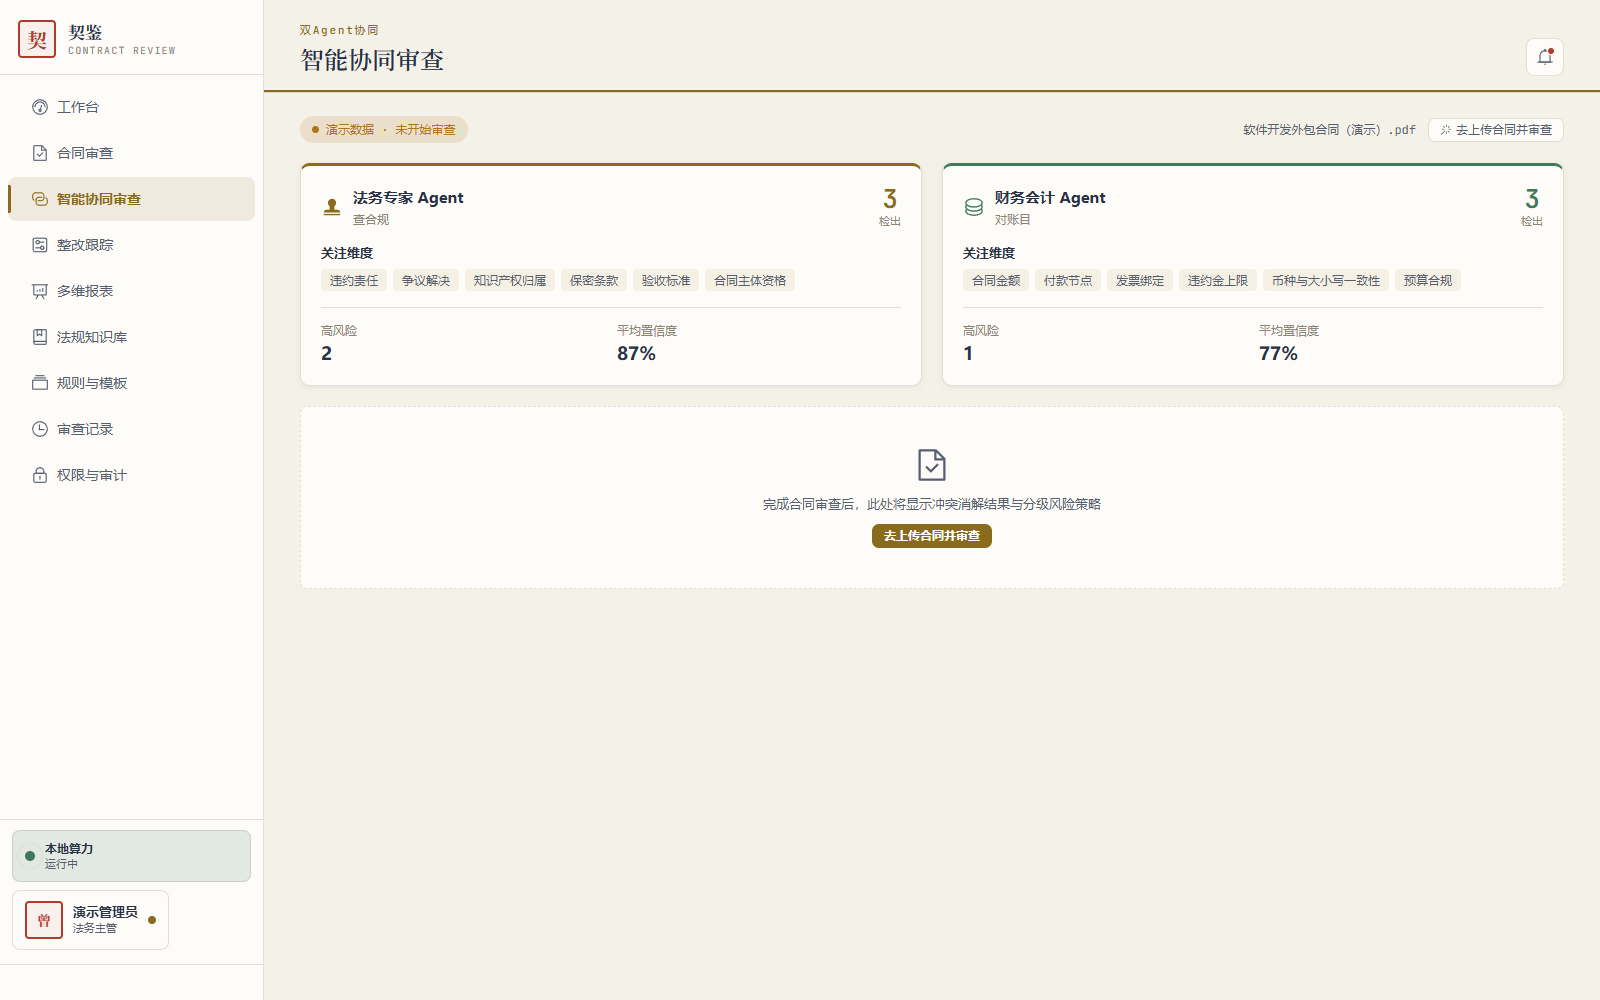 契
契鉴
CONTRACT REVIEW
工作台
合同审查
智能协同审查
整改跟踪
多维报表
法规知识库
规则与模板
审查记录
权限与审计
本地算力
运行中
演示管理员
法务主管
双Agent协同
智能协同审查
演示数据 · 未开始审查
软件开发外包合同（演示）.pdf
去上传合同并审查
法务专家 Agent
查合规
3
检出
关注维度
违约责任 争议解决 知识产权归属 保密条款 验收标准 合同主体资格
高风险
2
平均置信度
87%
财务会计 Agent
对账目
3
检出
关注维度
合同金额 付款节点 发票绑定 违约金上限 币种与大小写一致性 预算合规
高风险
1
平均置信度
77%
完成合同审查后，此处将显示冲突消解结果与分级风险策略
去上传合同并审查